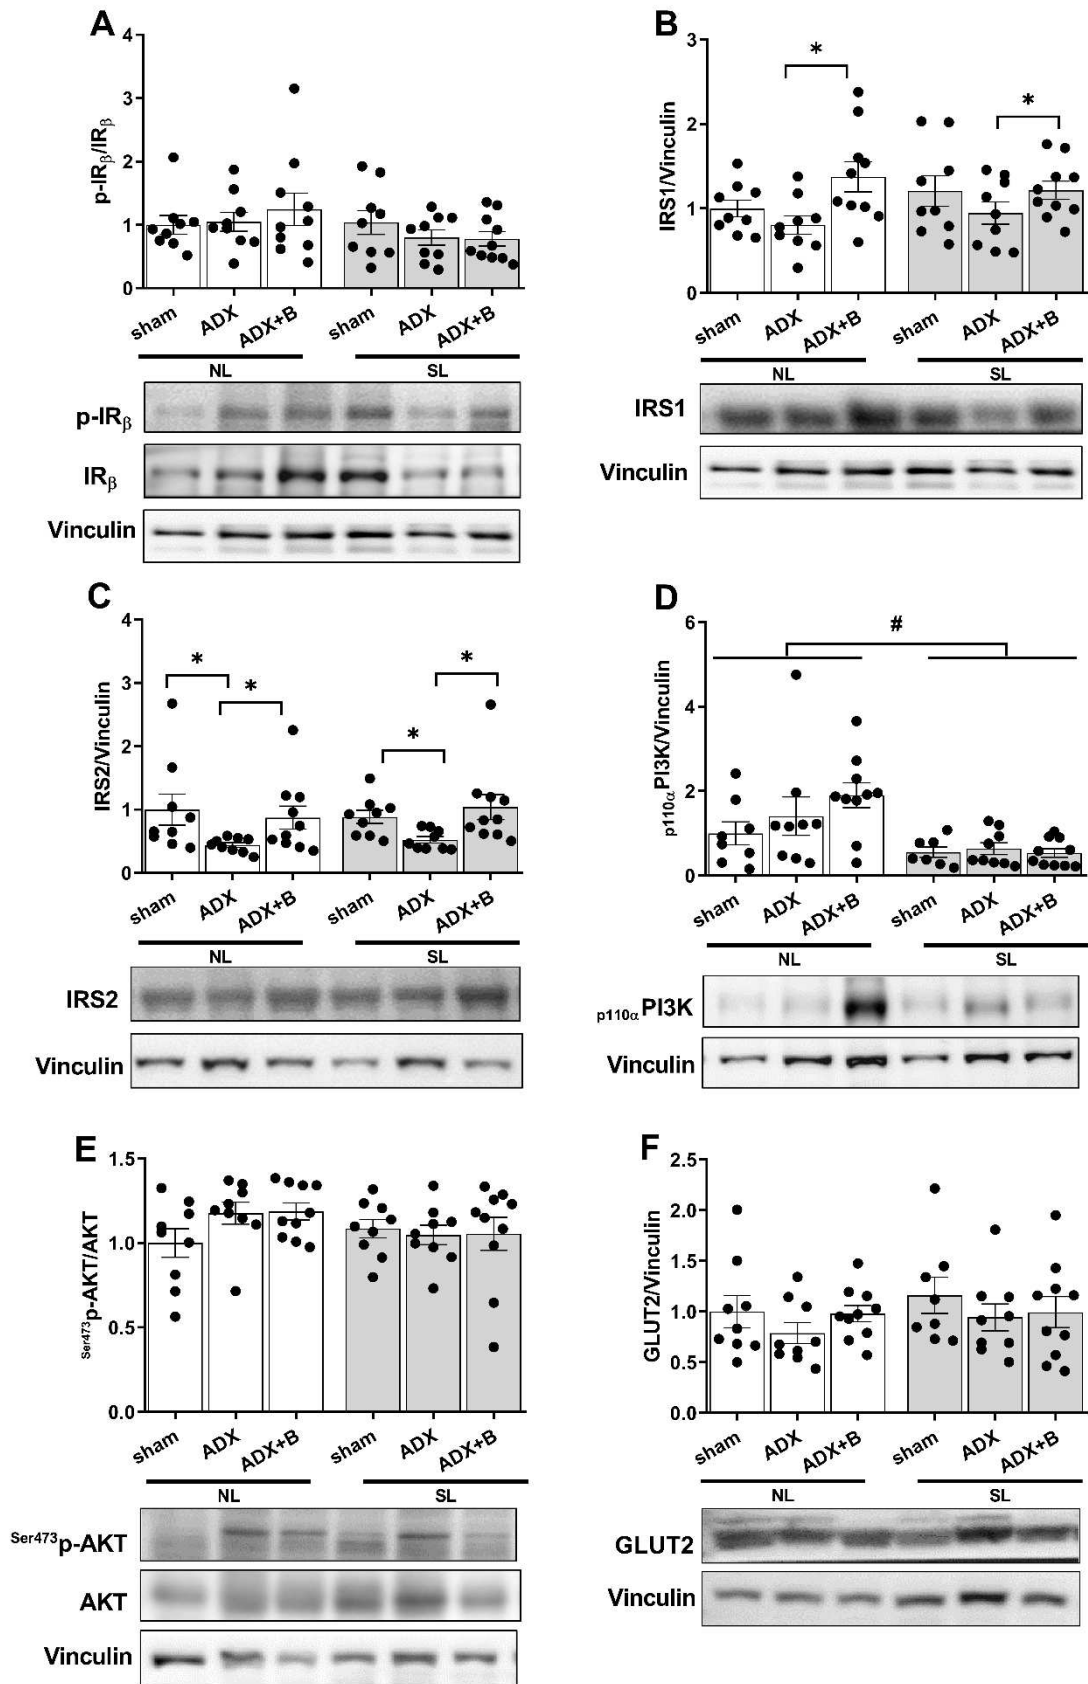 A
p-IRβ/IRβ
4
3
2
1
0
sham ADX ADX+B sham ADX ADX+B
NL SL
p-IRβ
IRβ
Vinculin
B
IRS1/Vinculin
3
2
1
0
* *
sham ADX ADX+B sham ADX ADX+B
NL SL
IRS1
Vinculin
C
IRS2/Vinculin
4
3
2
1
0
* * * *
sham ADX ADX+B sham ADX ADX+B
NL SL
IRS2
Vinculin
D
p110αPI3K/Vinculin
6
4
2
0
#
sham ADX ADX+B sham ADX ADX+B
NL SL
p110αPI3K
Vinculin
E
Ser473p-AKT/AKT
1.5
1.0
0.5
0.0
sham ADX ADX+B sham ADX ADX+B
NL SL
Ser473p-AKT
AKT
Vinculin
F
GLUT2/Vinculin
2.5
2.0
1.5
1.0
0.5
0.0
sham ADX ADX+B sham ADX ADX+B
NL SL
GLUT2
Vinculin